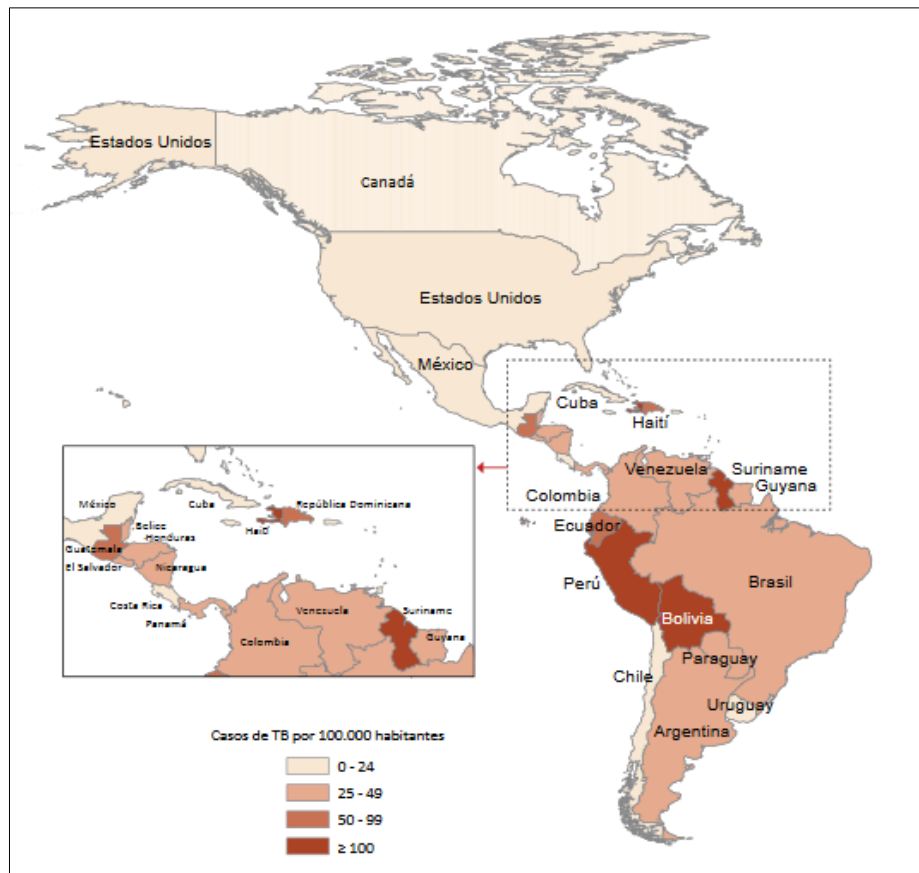 Estados Unidos
Canadá
Estados Unidos
México
Cuba
Haití
Venezuela
Suriname
Guyana
Colombia
Ecuador
Perú
Brasil
Bolivia
Paraguay
Chile
Uruguay
Argentina
México
Cuba
República Dominicana
Haití
Belice
Honduras
Guatemala
El Salvador
Nicaragua
Costa Rica
Panamá
Venezuela
Suriname
Guyana
Colombia
Casos de TB por 100.000 habitantes
0 - 24
25 - 49
50 - 99
≥ 100